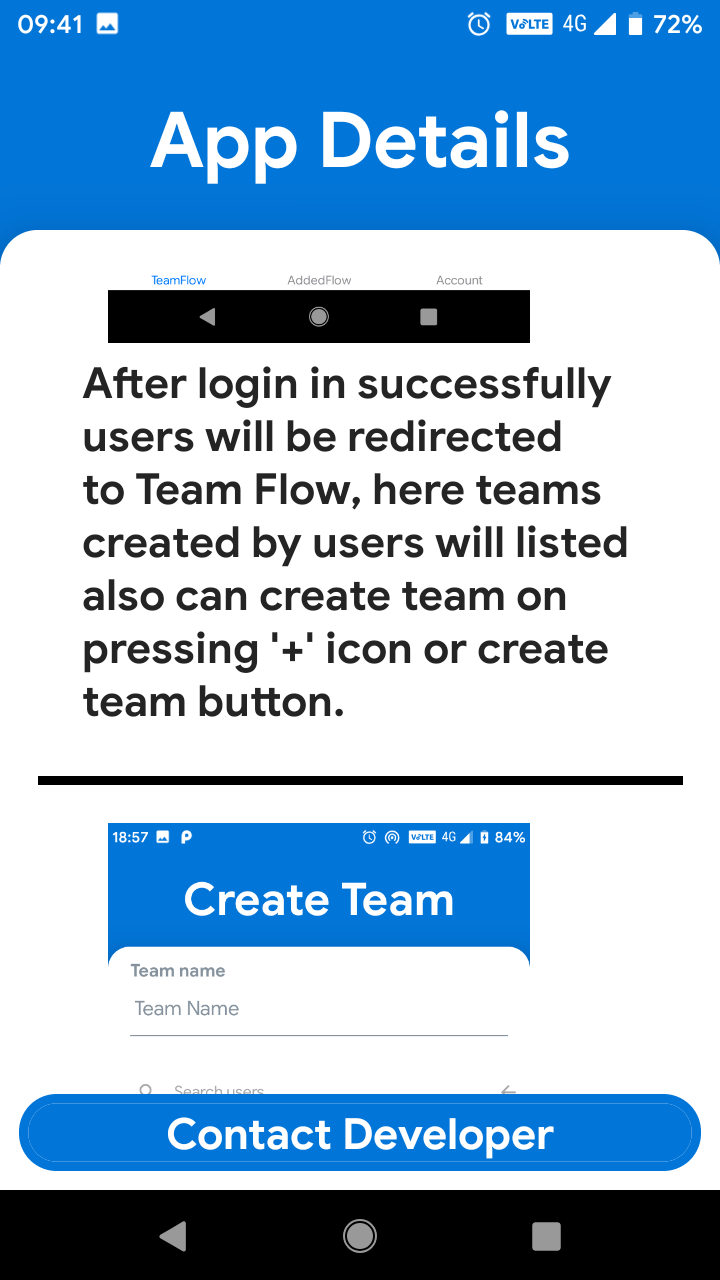 09:41 VoLTE 4G 72%
App Details
TeamFlow AddedFlow Account
After login in successfully
users will be redirected
to Team Flow, here teams
created by users will listed
also can create team on
pressing '+' icon or create
team button.
18:57 VoLTE 4G 84%
Create Team
Team name
Team Name
Search users
Contact Developer